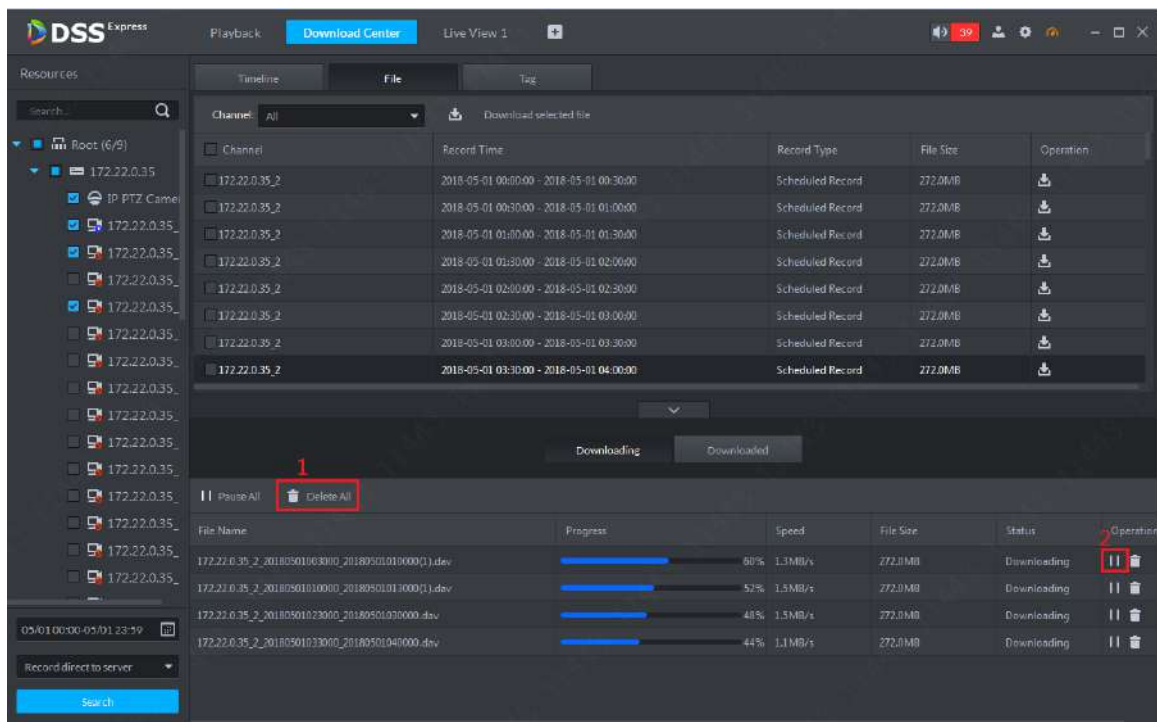 DSS Express
Playback Download Center Live View 1
39
Resources
Timeline File Tag
Search...
Channel: All Download selected file
Root (6/9)
Channel Record Time Record Type File Size Operation
172.22.0.35
172.22.0.35_2 2018-05-01 00:00:00 - 2018-05-01 00:30:00 Scheduled Record 272.0MB
IP PTZ Camer
172.22.0.35_2 2018-05-01 00:30:00 - 2018-05-01 01:00:00 Scheduled Record 272.0MB
172.22.0.35_
172.22.0.35_2 2018-05-01 01:00:00 - 2018-05-01 01:30:00 Scheduled Record 272.0MB
172.22.0.35_
172.22.0.35_2 2018-05-01 01:30:00 - 2018-05-01 02:00:00 Scheduled Record 272.0MB
172.22.0.35_
172.22.0.35_2 2018-05-01 02:00:00 - 2018-05-01 02:30:00 Scheduled Record 272.0MB
172.22.0.35_
172.22.0.35_2 2018-05-01 02:30:00 - 2018-05-01 03:00:00 Scheduled Record 272.0MB
172.22.0.35_
172.22.0.35_2 2018-05-01 03:00:00 - 2018-05-01 03:30:00 Scheduled Record 272.0MB
172.22.0.35_
172.22.0.35_2 2018-05-01 03:30:00 - 2018-05-01 04:00:00 Scheduled Record 272.0MB
172.22.0.35_
172.22.0.35_
172.22.0.35_
Downloading Downloaded
172.22.0.35_
1
172.22.0.35_
Pause All Delete All
172.22.0.35_
File Name Progress Speed File Size Status Operation
2
172.22.0.35_
172.22.0.35_2_20180501003000_20180501010000(1).dav 60% 1.3MB/s 272.0MB Downloading
172.22.0.35_
172.22.0.35_2_20180501010000_20180501013000(1).dav 52% 1.5MB/s 272.0MB Downloading
172.22.0.35_2_20180501023000_20180501030000.dav 48% 1.5MB/s 272.0MB Downloading
05/01 00:00-05/01 23:59
172.22.0.35_2_20180501033000_20180501040000.dav 44% 1.1MB/s 272.0MB Downloading
Record direct to server
Search